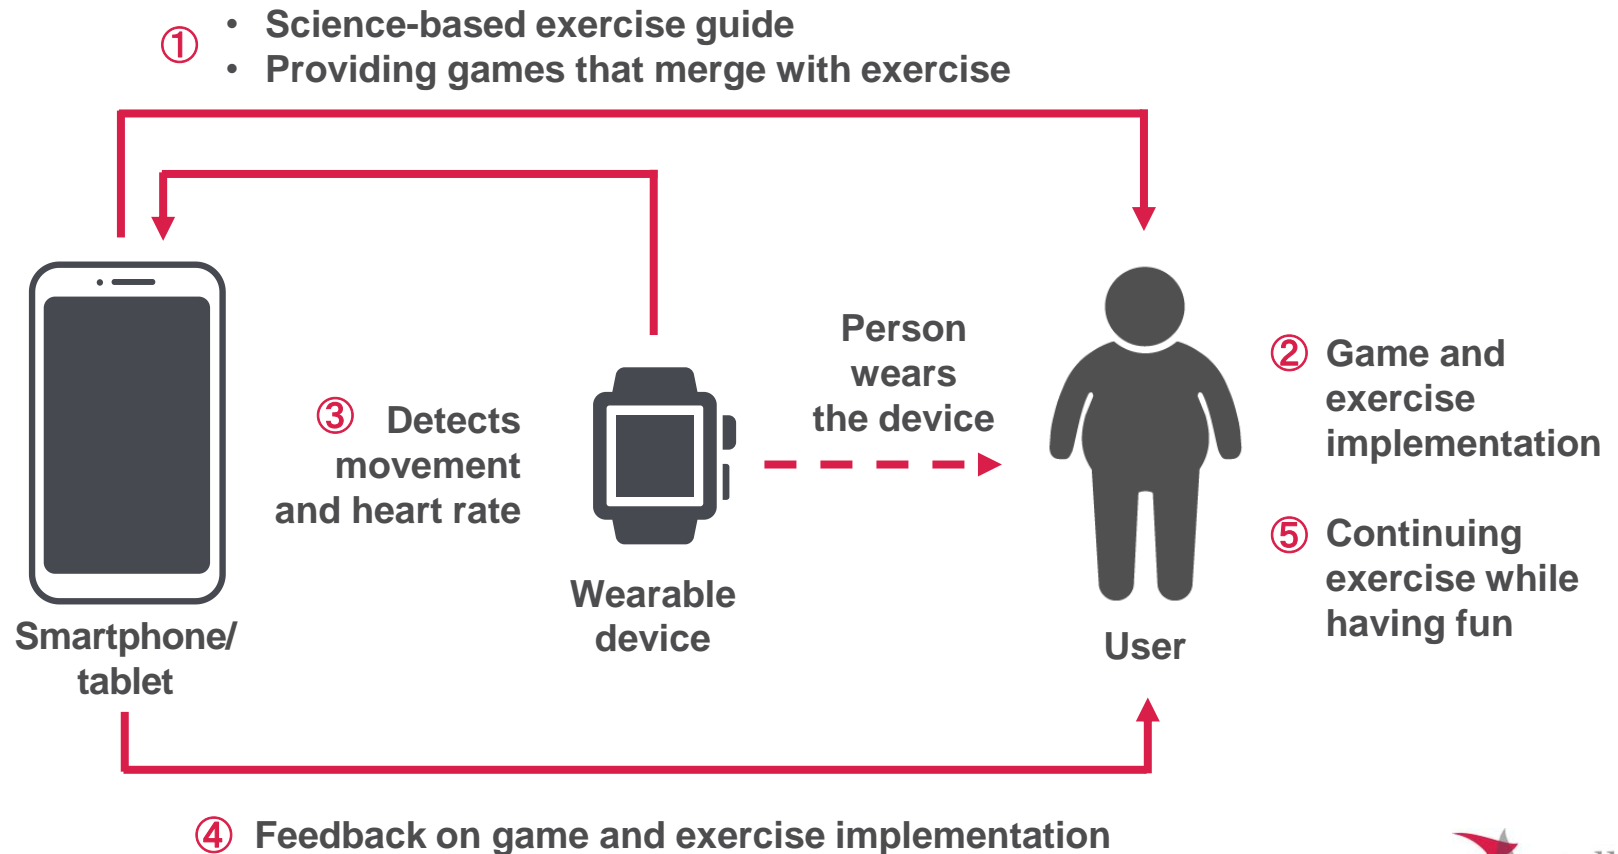 ① • Science-based exercise guide
• Providing games that merge with exercise
Person
wears
the device
② Game and
exercise
implementation
③ Detects
movement
and heart rate
⑤ Continuing
exercise while
having fun
Wearable
device
Smartphone/
tablet
User
④ Feedback on game and exercise implementation